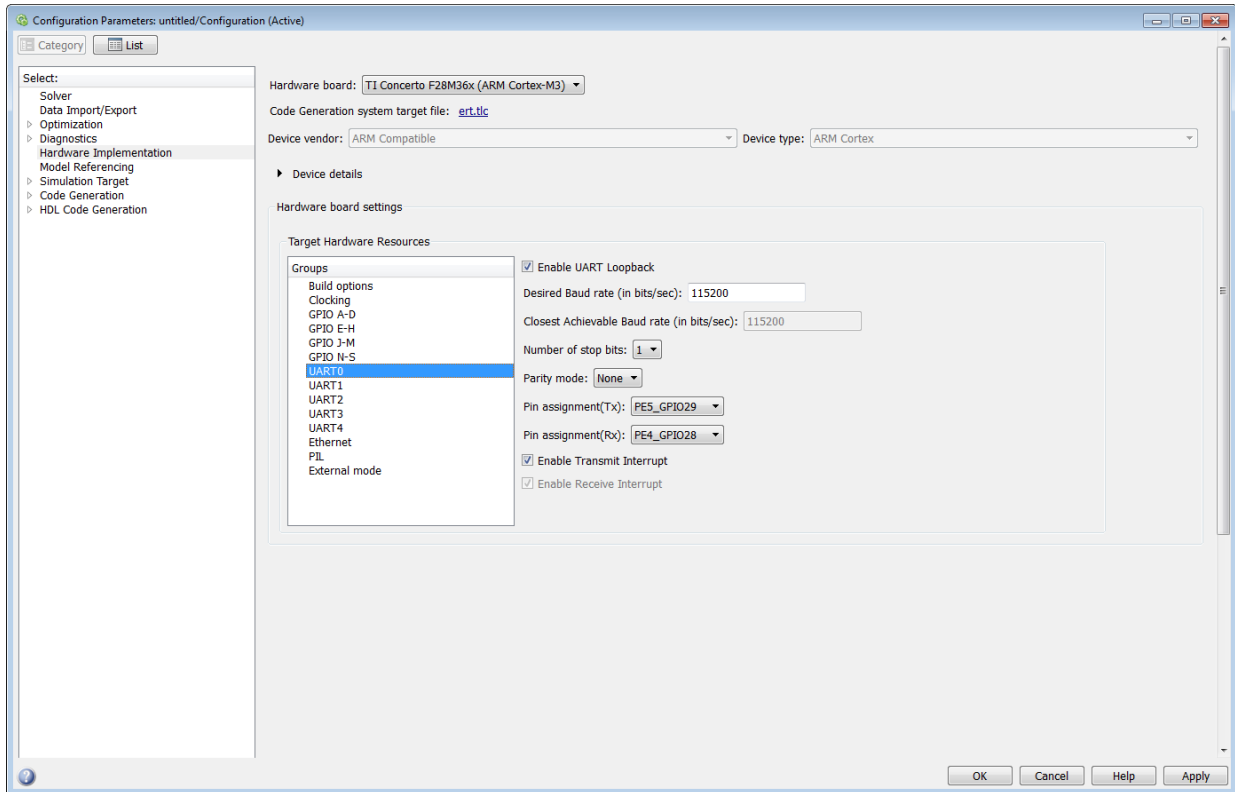 Configuration Parameters: untitled/Configuration (Active)
Category
List
Select:
Solver
Data Import/Export
Optimization
Diagnostics
Hardware Implementation
Model Referencing
Simulation Target
Code Generation
HDL Code Generation
Hardware board: TI Concerto F28M36x (ARM Cortex-M3)
Code Generation system target file: ert.tlc
Device vendor: ARM Compatible Device type: ARM Cortex
Device details
Hardware board settings
Target Hardware Resources
Groups
Build options
Clocking
GPIO A-D
GPIO E-H
GPIO J-M
GPIO N-S
UART0
UART1
UART2
UART3
UART4
Ethernet
PIL
External mode
Enable UART Loopback
Desired Baud rate (in bits/sec): 115200
Closest Achievable Baud rate (in bits/sec): 115200
Number of stop bits: 1
Parity mode: None
Pin assignment(Tx): PE5_GPIO29
Pin assignment(Rx): PE4_GPIO28
Enable Transmit Interrupt
Enable Receive Interrupt
OK Cancel Help Apply